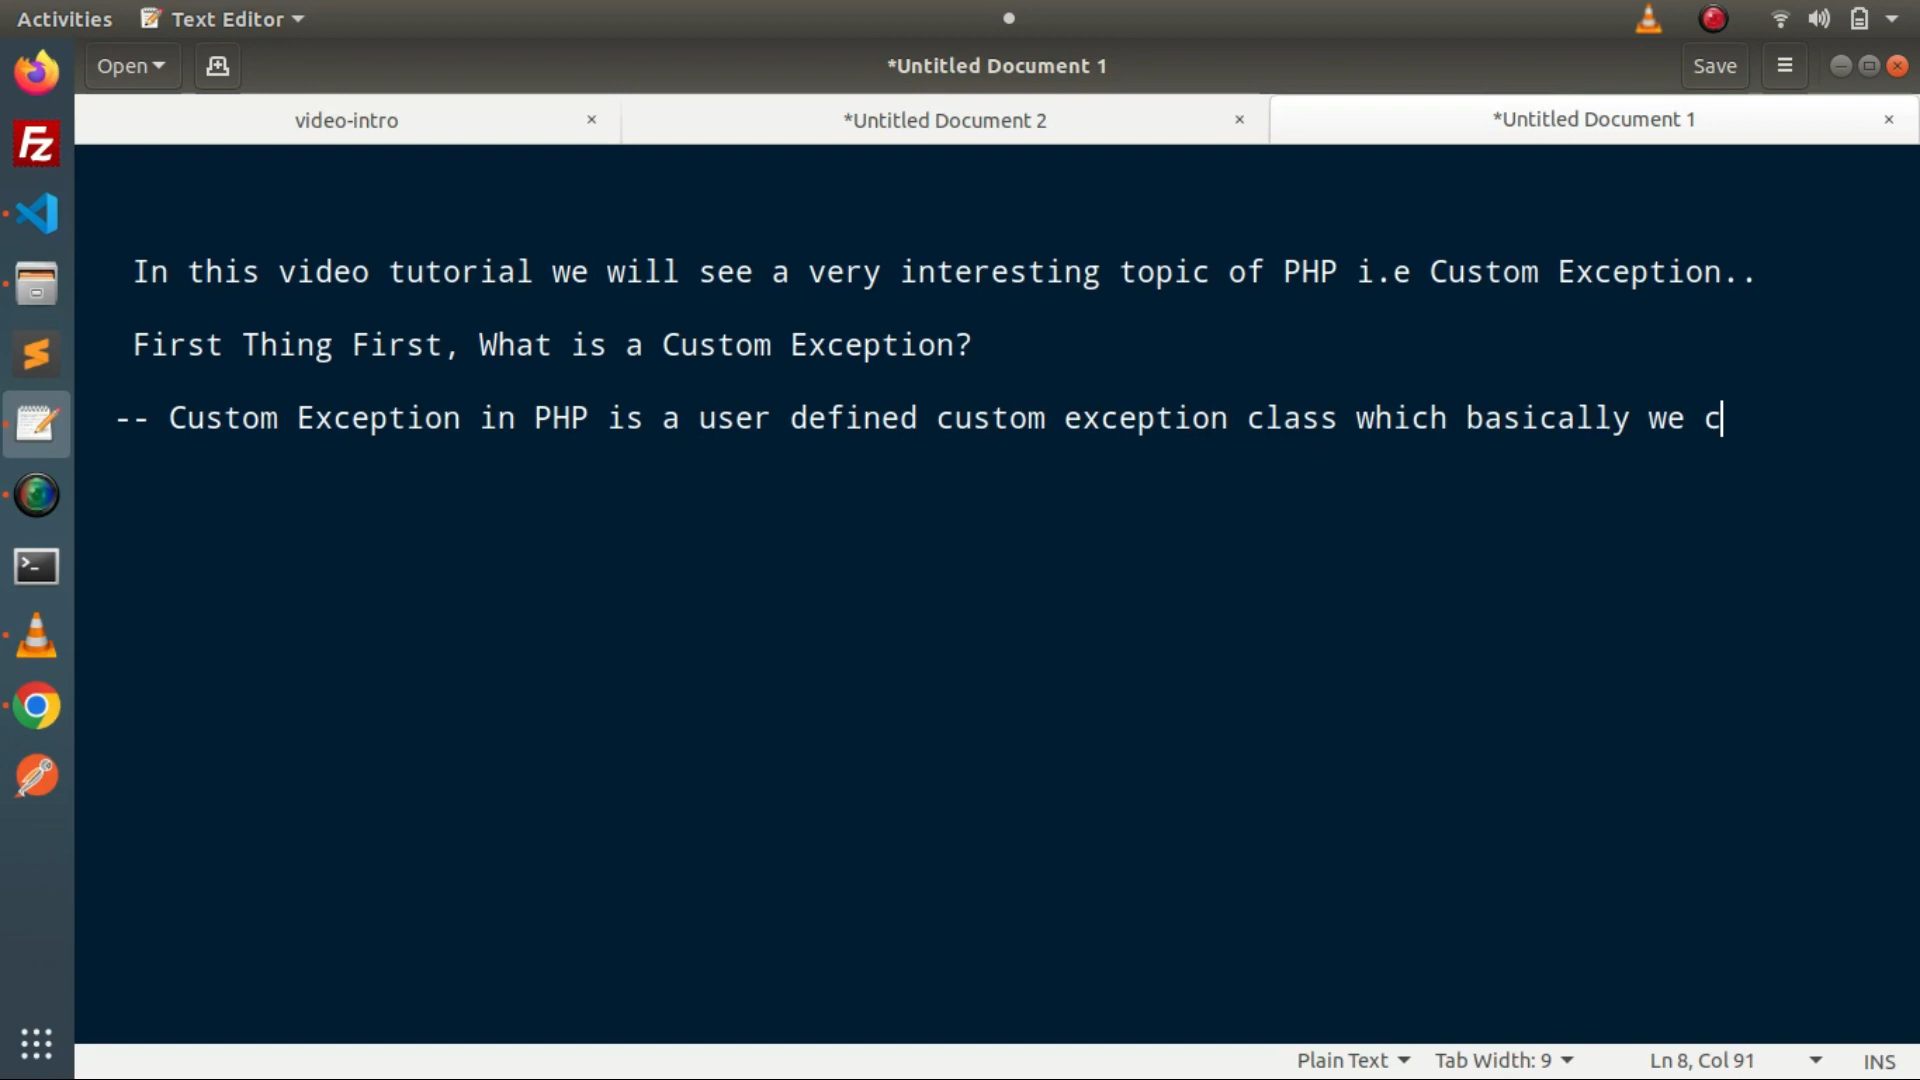 Activities Text Editor
Open *Untitled Document 1 Save
video-intro × *Untitled Document 2 × *Untitled Document 1 ×
In this video tutorial we will see a very interesting topic of PHP i.e Custom Exception..
First Thing First, What is a Custom Exception?
-- Custom Exception in PHP is a user defined custom exception class which basically we c
Plain Text Tab Width: 9 Ln 8, Col 91 INS